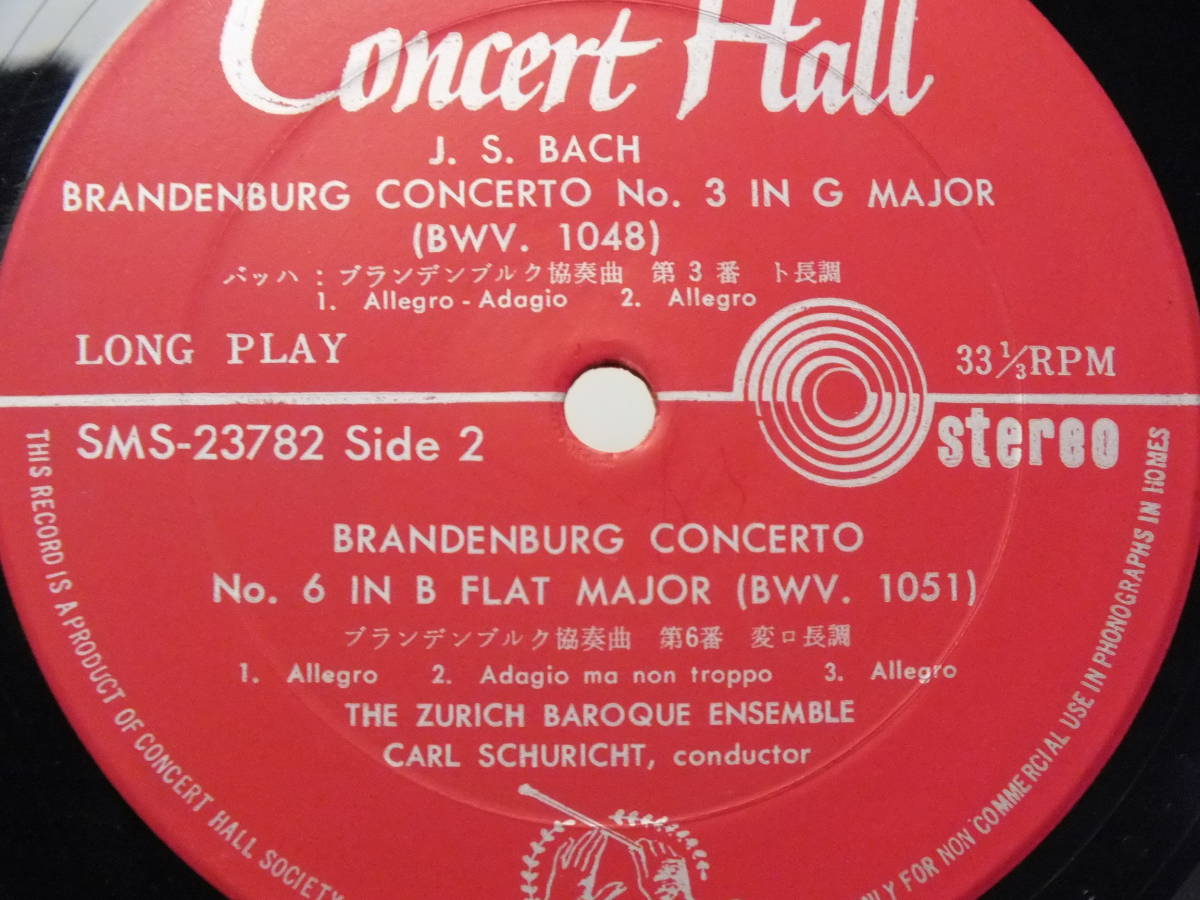 Concert Hall
J. S. BACH
BRANDENBURG CONCERTO No. 3 IN G MAJOR
(BWV. 1048)
バッハ : ブランデンブルク協奏曲 第3番 ト長調
1. Allegro - Adagio 2. Allegro
LONG PLAY
33 1/3 RPM
SMS-23782 Side 2
stereo
BRANDENBURG CONCERTO
No. 6 IN B FLAT MAJOR (BWV. 1051)
ブランデンブルク協奏曲 第6番 変ロ長調
1. Allegro 2. Adagio ma non troppo 3. Allegro
THE ZURICH BAROQUE ENSEMBLE
CARL SCHURICHT, conductor
THIS RECORD IS A PRODUCT OF CONCERT HALL SOCIETY
ONLY FOR NON COMMERCIAL USE IN PHONOGRAPHS IN HOMES